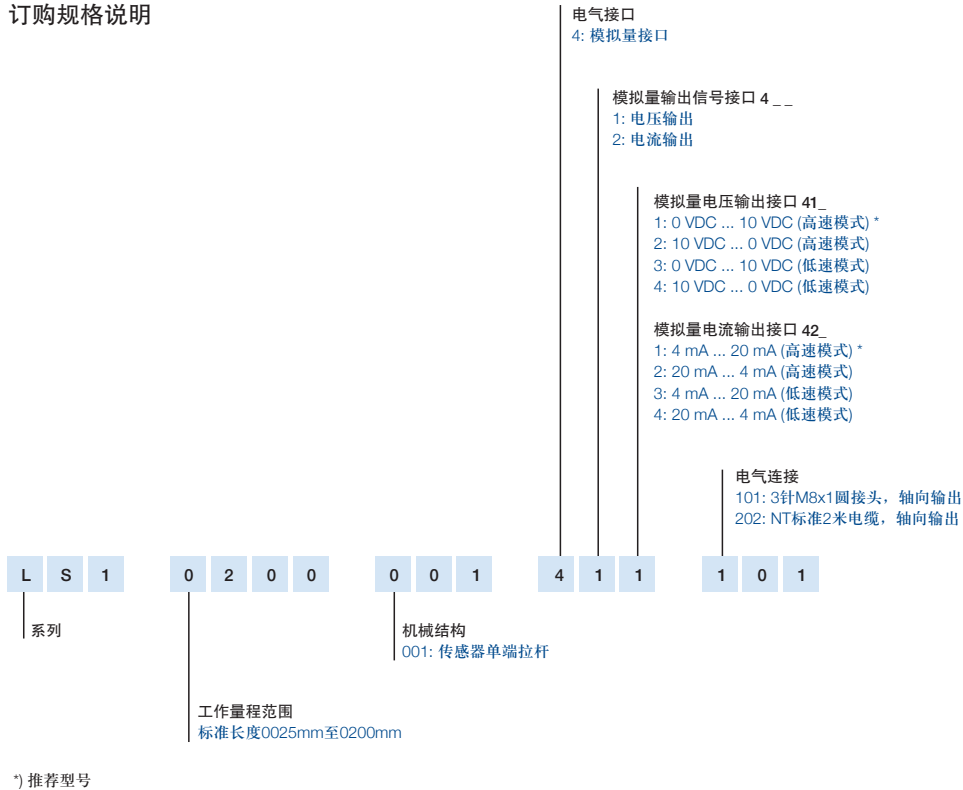 订购规格说明
电气接口
4: 模拟量接口
模拟量输出信号接口 4 _ _
1: 电压输出
2: 电流输出
模拟量电压输出接口 41_
1: 0 VDC ... 10 VDC (高速模式) *
2: 10 VDC ... 0 VDC (高速模式)
3: 0 VDC ... 10 VDC (低速模式)
4: 10 VDC ... 0 VDC (低速模式)
模拟量电流输出接口 42_
1: 4 mA ... 20 mA (高速模式) *
2: 20 mA ... 4 mA (高速模式)
3: 4 mA ... 20 mA (低速模式)
4: 20 mA ... 4 mA (低速模式)
电气连接
101: 3针M8x1圆接头，轴向输出
202: NT标准2米电缆，轴向输出
L S 1 0 2 0 0 0 0 1 4 1 1 1 0 1
系列
机械结构
001: 传感器单端拉杆
工作量程范围
标准长度0025mm至0200mm
*) 推荐型号